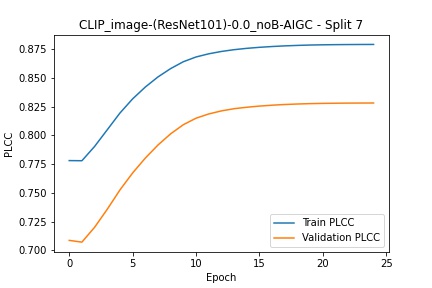 CLIP_image-(ResNet101)-0.0_noB-AIGC - Split 7
PLCC
0.875
0.850
0.825
0.800
0.775
0.750
0.725
0.700
Train PLCC
Validation PLCC
0 5 10 15 20 25
Epoch